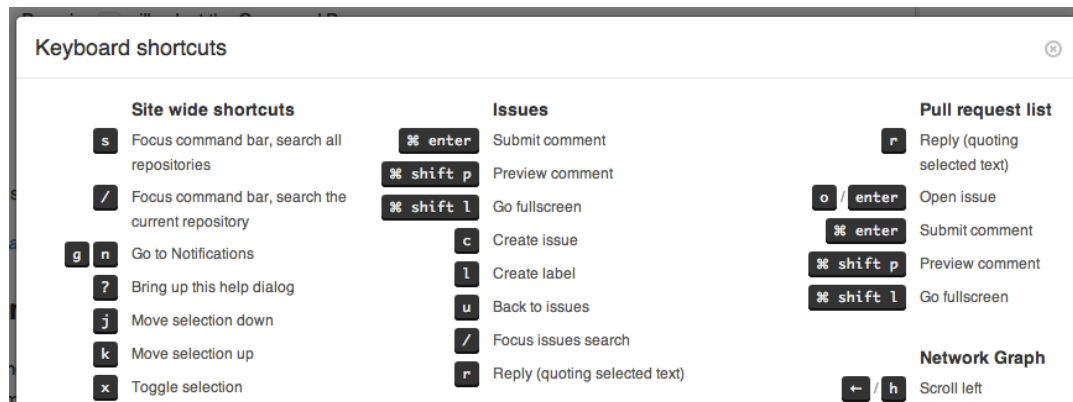 Keyboard shortcuts
Site wide shortcuts
s Focus command bar, search all
repositories
/ Focus command bar, search the
current repository
g n Go to Notifications
? Bring up this help dialog
j Move selection down
k Move selection up
x Toggle selection
Issues
⌘ enter Submit comment
⌘ shift p Preview comment
⌘ shift l Go fullscreen
c Create issue
l Create label
u Back to issues
/ Focus issues search
r Reply (quoting selected text)
Pull request list
r Reply (quoting
selected text)
o / enter Open issue
⌘ enter Submit comment
⌘ shift p Preview comment
⌘ shift l Go fullscreen
Network Graph
← / h Scroll left